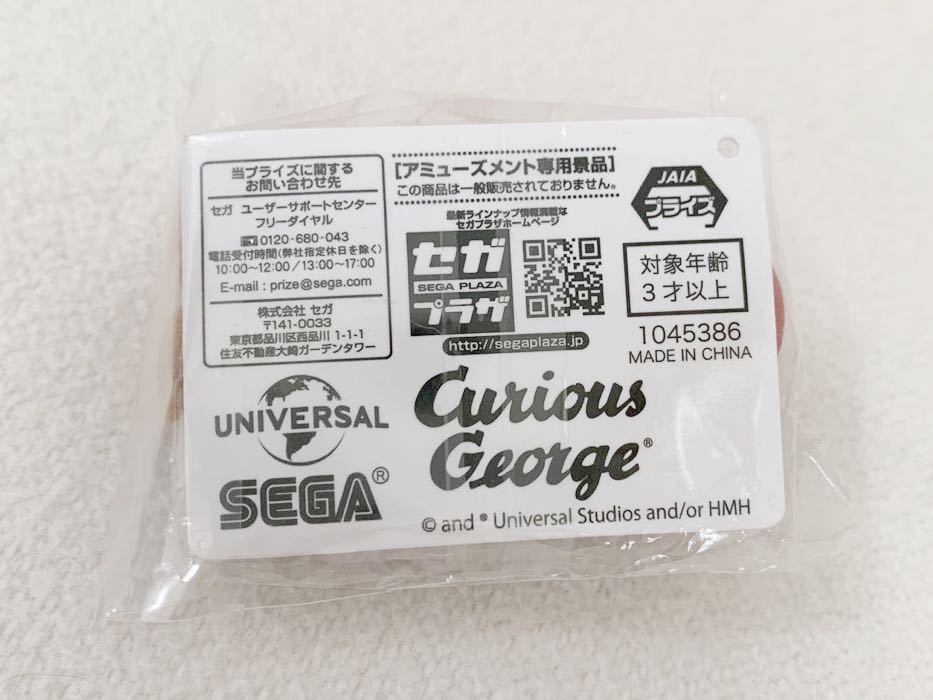 当プライズに関する
お問い合わせ先
セガ ユーザーサポートセンター
フリーダイヤル
0120-680-043
電話受付時間(弊社指定休日を除く)
10:00〜12:00/13:00〜17:00
E-mail : prize@sega.com
株式会社 セガ
〒141-0033
東京都品川区西品川 1-1-1
住友不動産大崎ガーデンタワー
[アミューズメント専用景品]
この商品は一般販売されておりません。
最新ラインナップ情報満載な
セガプラザホームページ
セガ
SEGA PLAZA
プラザ
http://segaplaza.jp
JAIA
プライズ
対象年齢
3才以上
1045386
MADE IN CHINA
UNIVERSAL
SEGA®
Curious
George®
© and ® Universal Studios and/or HMH